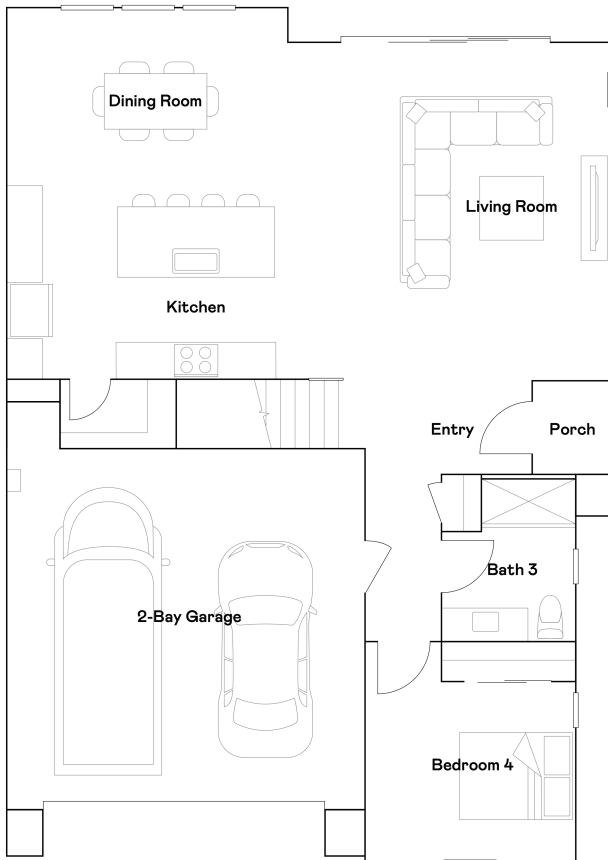 Dining Room
Living Room
Kitchen
Entry
Porch
Bath 3
2-Bay Garage
Bedroom 4